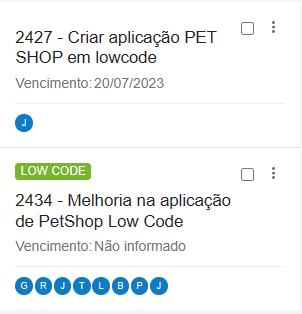 2427 - Criar aplicação PET
SHOP em lowcode
Vencimento: 20/07/2023
J
LOW CODE
2434 - Melhoria na aplicação
de PetShop Low Code
Vencimento: Não informado
G R J T L B P J